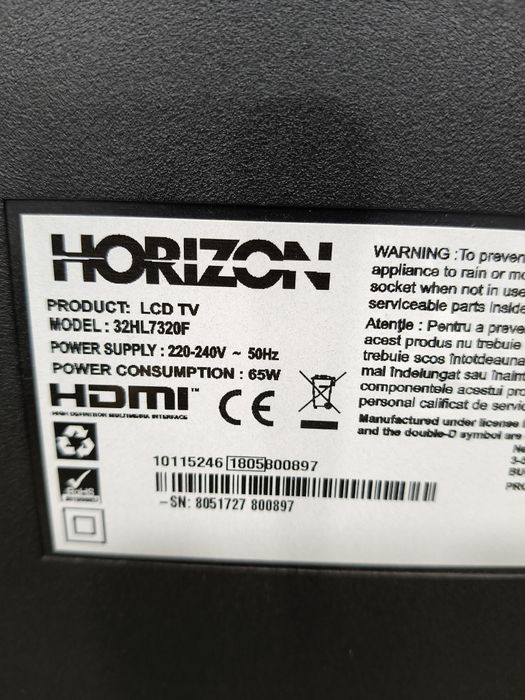 HORIZON
PRODUCT: LCD TV
MODEL : 32HL7320F
POWER SUPPLY : 220-240V ~ 50Hz
POWER CONSUMPTION : 65W
HDMI™
HIGH DEFINITION MULTIMEDIA INTERFACE
CE
RoHS
10115246 1805800897
-SN: 8051727 800897
WARNING :To preven
appliance to rain or mo
socket when not in use
serviceable parts inside
Atenţie : Pentru a preve
acest produs nu trebuie
trebuie scos întotdeauna
mal îndelungat sau înaint
componentele acestui pro
personal calificat de servic
Manufactured under license
and the double-D symbol are